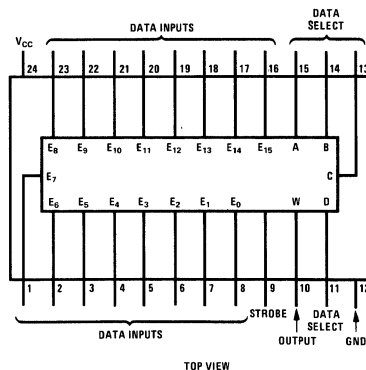 DATA INPUTS
DATA
SELECT
VCC
24 23 22 21 20 19 18 17 16 15 14 13
E8 E9 E10 E11 E12 E13 E14 E15 A B
E7 C
E6 E5 E4 E3 E2 E1 E0 W D
1 2 3 4 5 6 7 8 9 10 11 12
DATA INPUTS
STROBE
OUTPUT
DATA
SELECT
GND
TOP VIEW